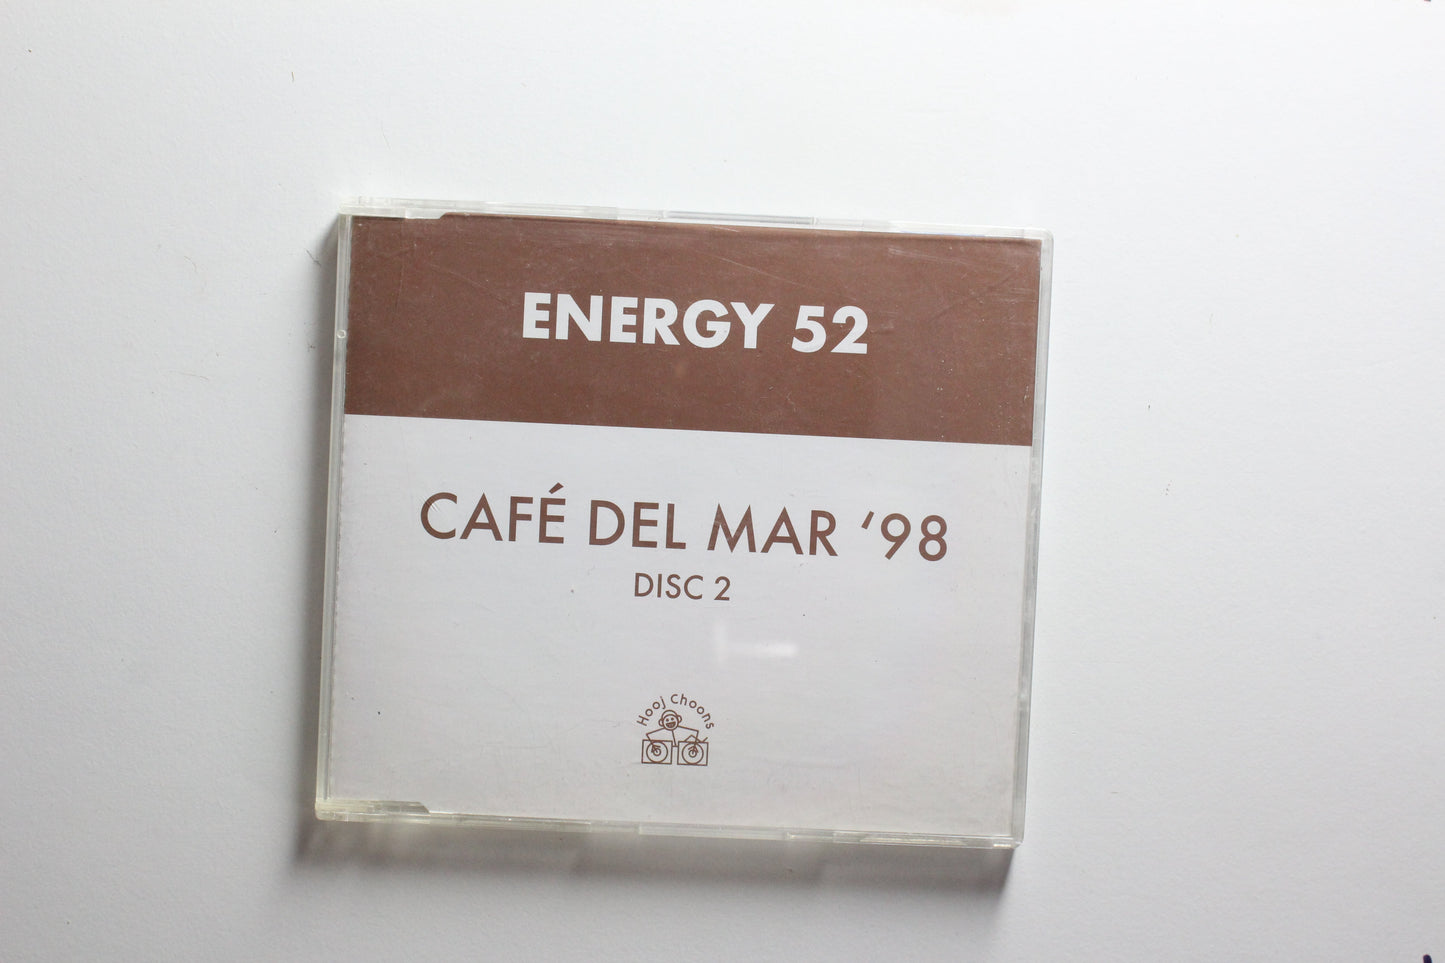 ENERGY 52
CAFÉ DEL MAR ‘98
DISC 2
Hooj Choons